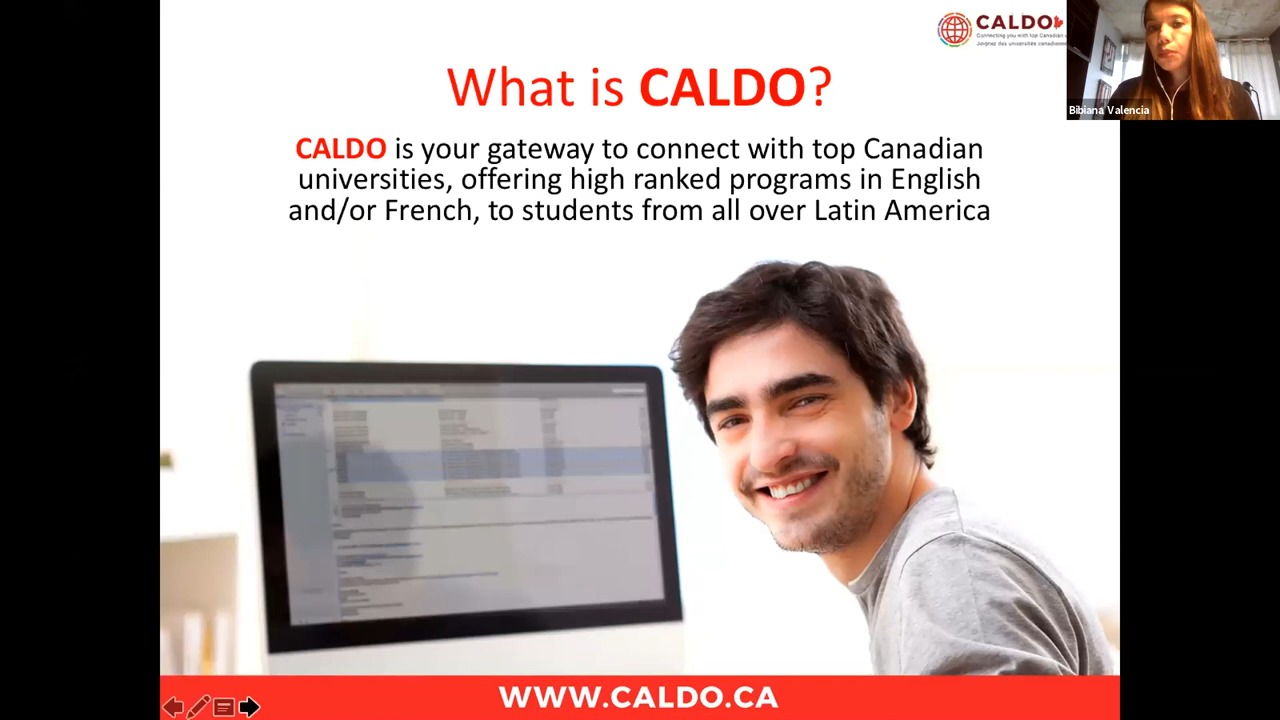 CALDO
Connecting you with top Canadian
Joignez des universités canadiennes
What is CALDO?
Bibiana Valencia
CALDO is your gateway to connect with top Canadian
universities, offering high ranked programs in English
and/or French, to students from all over Latin America
WWW.CALDO.CA